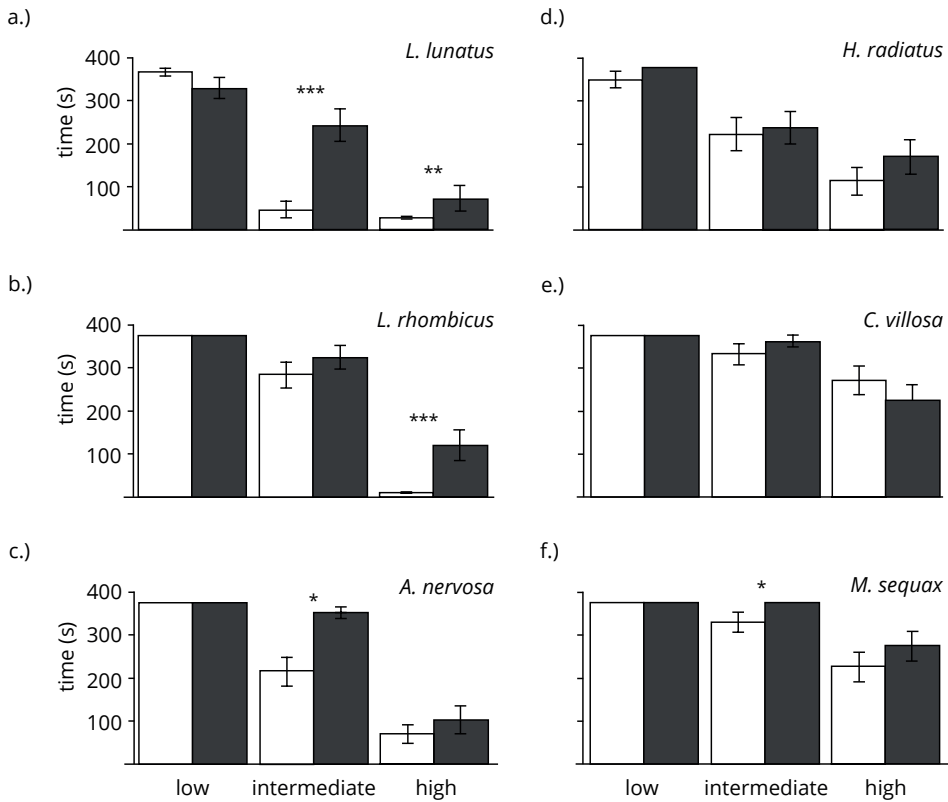 a.)
L. lunatus
time (s)
400
300
200
100
***
**
d.)
H. radiatus
b.)
L. rhombicus
time (s)
400
300
200
100
***
e.)
C. villosa
c.)
A. nervosa
time (s)
400
300
200
100
*
low intermediate high
f.)
M. sequax
*
low intermediate high